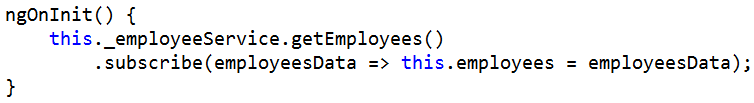 ngOnInit() {
    this._employeeService.getEmployees()
        .subscribe(employeesData => this.employees = employeesData);
}